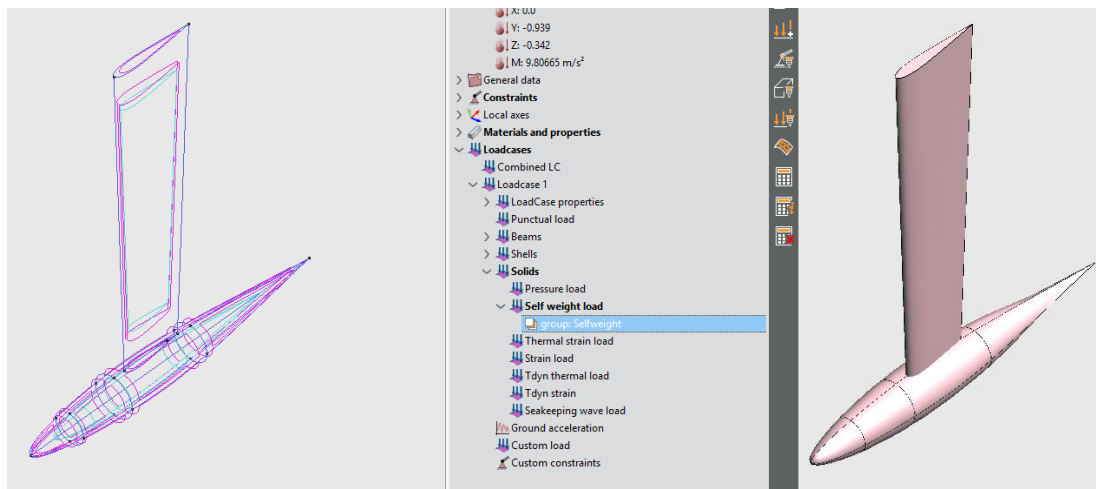 X: 0.0
Y: -0.939
Z: -0.342
M: 9.80665 m/s²
General data
Constraints
Local axes
Materials and properties
Loadcases
Combined LC
Loadcase 1
LoadCase properties
Punctual load
Beams
Shells
Solids
Pressure load
Self weight load
group: Selfweight
Thermal strain load
Strain load
Tdyn thermal load
Tdyn strain
Seakeeping wave load
Ground acceleration
Custom load
Custom constraints